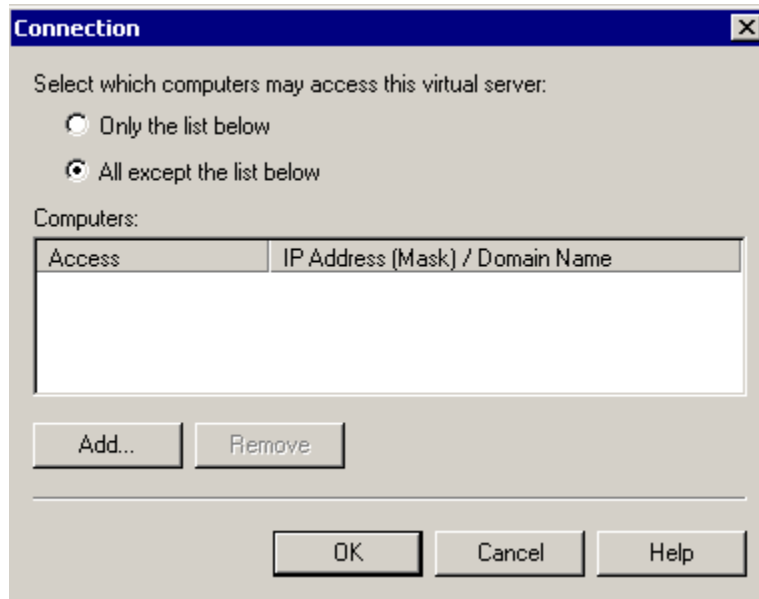 Connection
Select which computers may access this virtual server:
Only the list below
All except the list below
Computers:
Access IP Address (Mask) / Domain Name
Add... Remove
OK Cancel Help